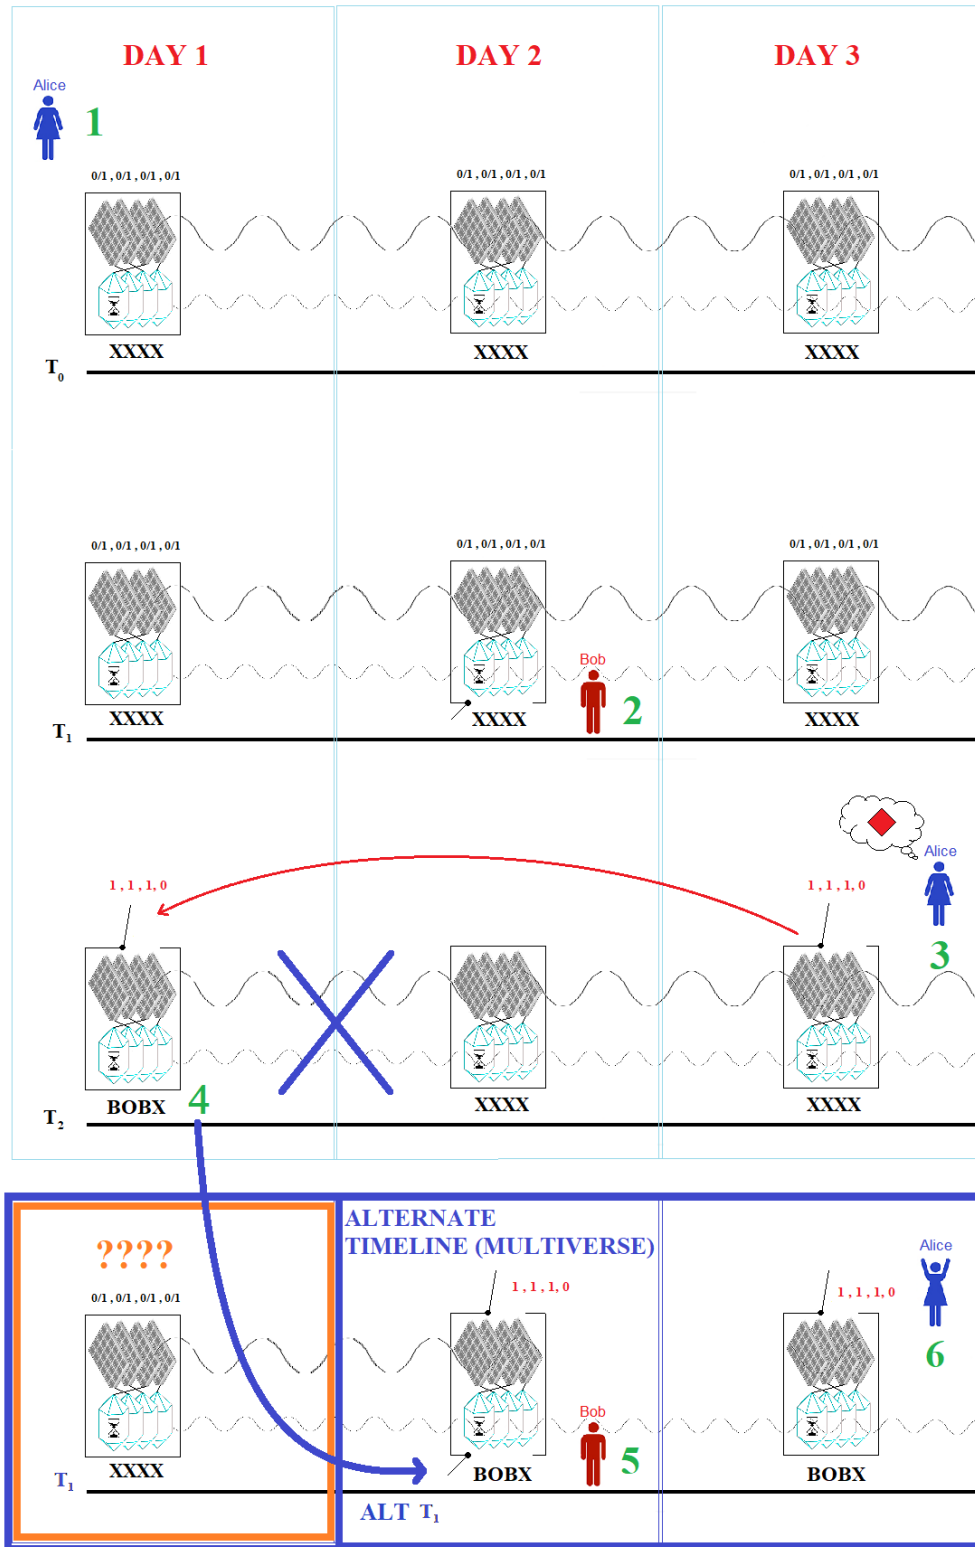 DAY 1
DAY 2
DAY 3
Alice
1
0/1 , 0/1 , 0/1 , 0/1
0/1 , 0/1 , 0/1 , 0/1
0/1 , 0/1 , 0/1 , 0/1
XXXX
XXXX
XXXX
T0
0/1 , 0/1 , 0/1 , 0/1
0/1 , 0/1 , 0/1 , 0/1
0/1 , 0/1 , 0/1 , 0/1
Bob
2
XXXX
XXXX
XXXX
T1
Alice
1 , 1 , 1, 0
1 , 1 , 1, 0
3
BOBX
4
XXXX
XXXX
T2
ALTERNATE
TIMELINE (MULTIVERSE)
????
Alice
0/1 , 0/1 , 0/1 , 0/1
1 , 1 , 1, 0
1 , 1 , 1, 0
6
Bob
5
XXXX
BOBX
BOBX
T1
ALT T1